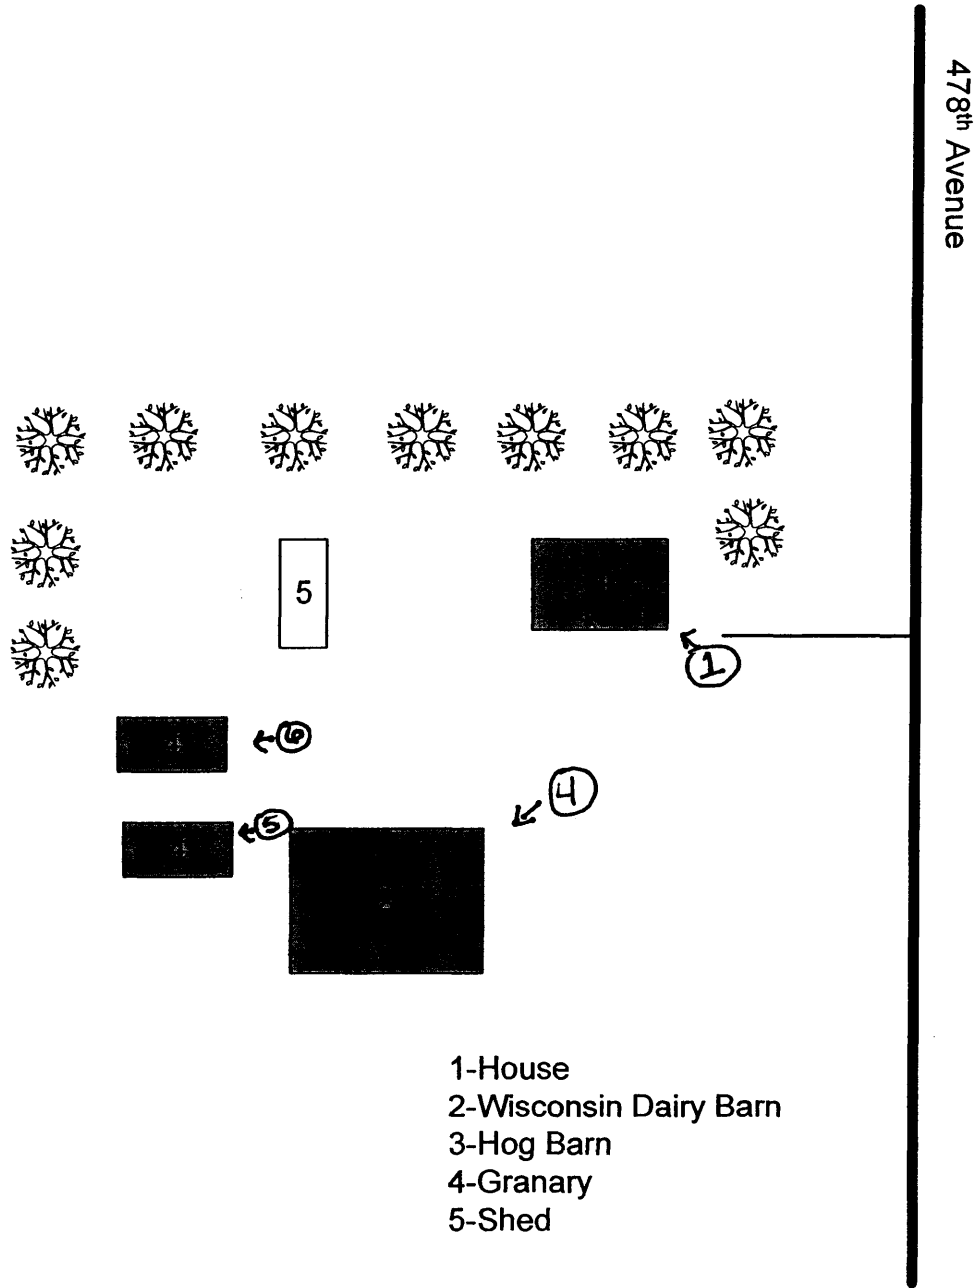 478th Avenue
5
1
6
4
5
1-House
2-Wisconsin Dairy Barn
3-Hog Barn
4-Granary
5-Shed